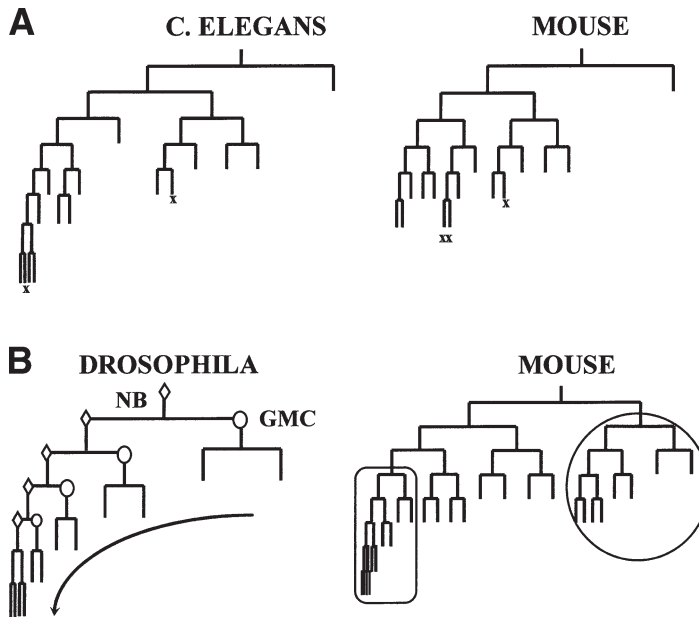 A
C. ELEGANS MOUSE
x
x
xx
x
B
DROSOPHILA MOUSE
NB
GMC